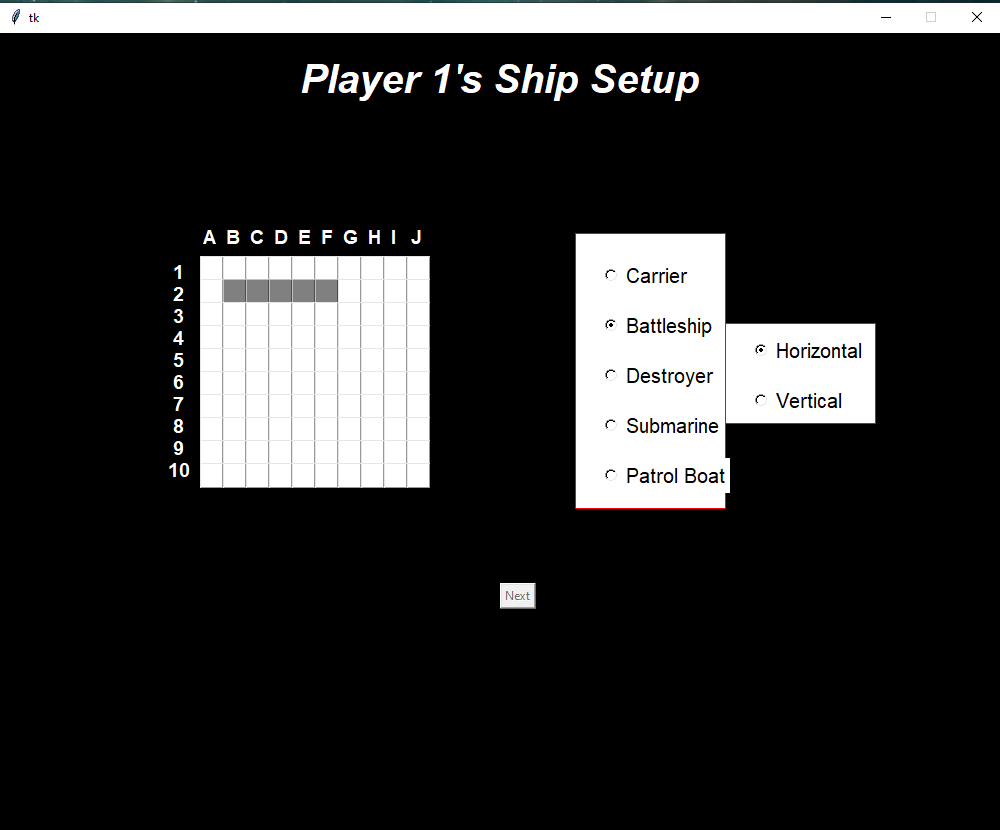 tk
Player 1's Ship Setup
A B C D E F G H I J
1
2
3
4
5
6
7
8
9
10
Carrier
Battleship
Destroyer
Submarine
Patrol Boat
Horizontal
Vertical
Next